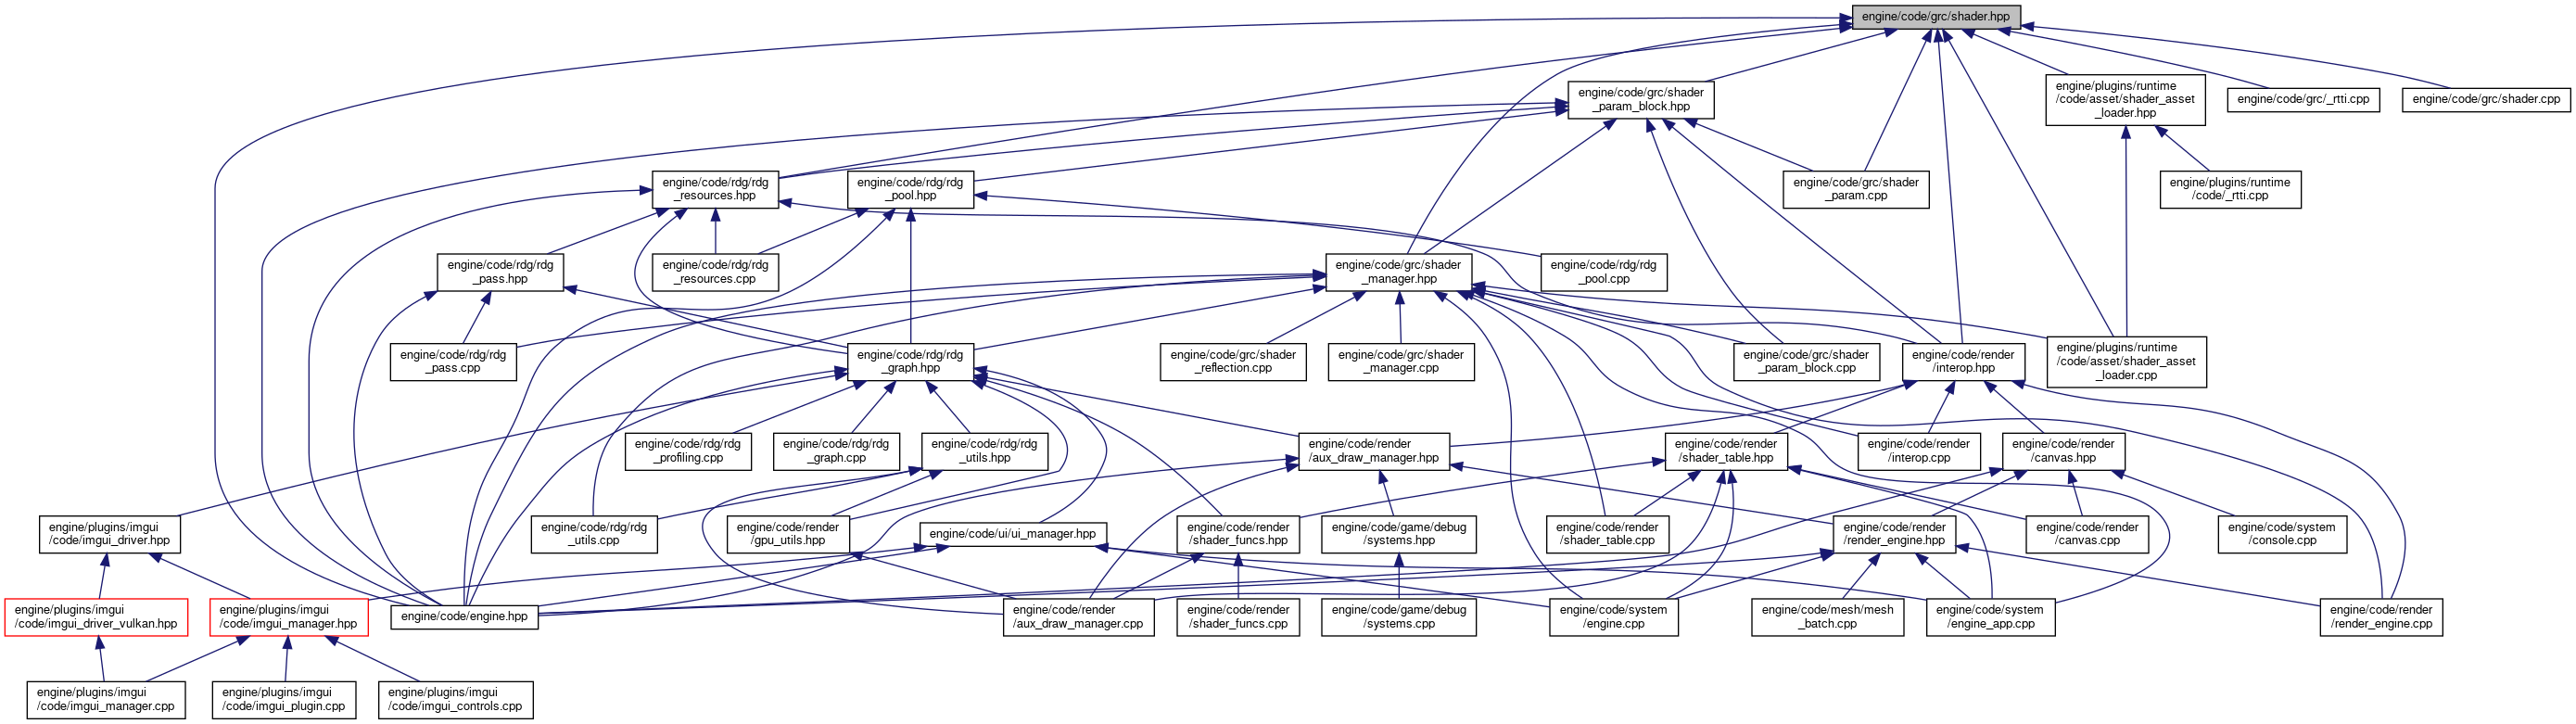 engine/code/grc/shader.hpp
engine/code/grc/shader
_param_block.hpp
engine/plugins/runtime
/code/asset/shader_asset
_loader.hpp
engine/code/grc/_rtti.cpp
engine/code/grc/shader.cpp
engine/code/rdg/rdg
_resources.hpp
engine/code/rdg/rdg
_pool.hpp
engine/code/grc/shader
_param.cpp
engine/plugins/runtime
/code/_rtti.cpp
engine/code/rdg/rdg
_pass.hpp
engine/code/rdg/rdg
_resources.cpp
engine/code/grc/shader
_manager.hpp
engine/code/rdg/rdg
_pool.cpp
engine/code/rdg/rdg
_pass.cpp
engine/code/rdg/rdg
_graph.hpp
engine/code/grc/shader
_reflection.cpp
engine/code/grc/shader
_manager.cpp
engine/code/grc/shader
_param_block.cpp
engine/code/render
/interop.hpp
engine/plugins/runtime
/code/asset/shader_asset
_loader.cpp
engine/code/rdg/rdg
_profiling.cpp
engine/code/rdg/rdg
_graph.cpp
engine/code/rdg/rdg
_utils.hpp
engine/code/render
/aux_draw_manager.hpp
engine/code/render
/shader_table.hpp
engine/code/render
/interop.cpp
engine/code/render
/canvas.hpp
engine/plugins/imgui
/code/imgui_driver.hpp
engine/code/rdg/rdg
_utils.cpp
engine/code/render
/gpu_utils.hpp
engine/code/ui/ui_manager.hpp
engine/code/render
/shader_funcs.hpp
engine/code/game/debug
/systems.hpp
engine/code/render
/shader_table.cpp
engine/code/render
/render_engine.hpp
engine/code/render
/canvas.cpp
engine/code/system
/console.cpp
engine/plugins/imgui
/code/imgui_driver_vulkan.hpp
engine/plugins/imgui
/code/imgui_manager.hpp
engine/code/engine.hpp
engine/code/render
/aux_draw_manager.cpp
engine/code/render
/shader_funcs.cpp
engine/code/game/debug
/systems.cpp
engine/code/system
/engine.cpp
engine/code/mesh/mesh
_batch.cpp
engine/code/system
/engine_app.cpp
engine/code/render
/render_engine.cpp
engine/plugins/imgui
/code/imgui_manager.cpp
engine/plugins/imgui
/code/imgui_plugin.cpp
engine/plugins/imgui
/code/imgui_controls.cpp